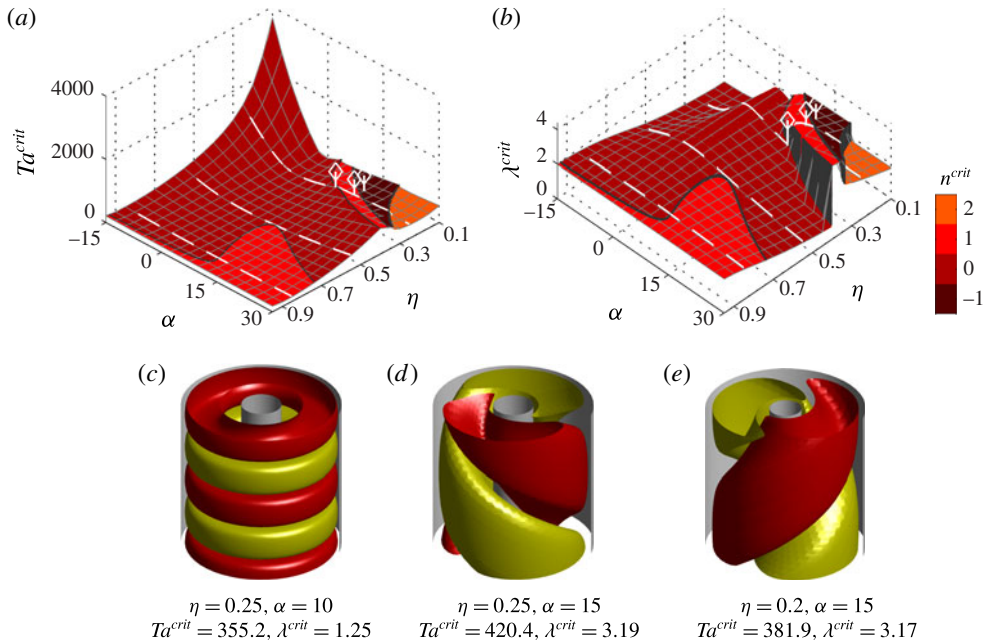 (a)
(b)
4000
2000
0
Ta^crit
−15
0
15
30
α
0.9
0.7
0.5
0.3
0.1
η
4
2
0
λ^crit
−15
0
15
30
α
0.9
0.7
0.5
0.3
0.1
η
n^crit
2
1
0
−1
(c)
(d)
(e)
η = 0.25, α = 10
Ta^crit = 355.2, λ^crit = 1.25
η = 0.25, α = 15
Ta^crit = 420.4, λ^crit = 3.19
η = 0.2, α = 15
Ta^crit = 381.9, λ^crit = 3.17